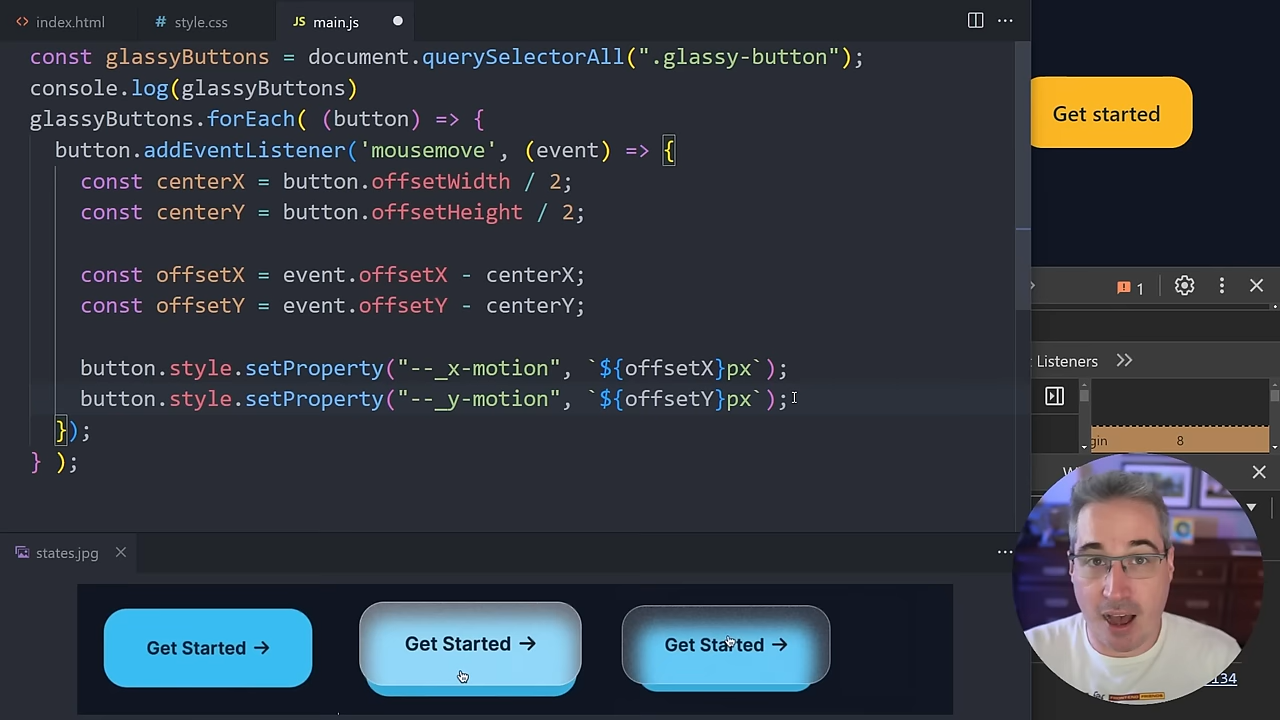 index.html
style.css
JS main.js
const glassyButtons = document.querySelectorAll(".glassy-button");
console.log(glassyButtons)
glassyButtons.forEach( (button) => {
button.addEventListener('mousemove', (event) => {
const centerX = button.offsetWidth / 2;
const centerY = button.offsetHeight / 2;
const offsetX = event.offsetX - centerX;
const offsetY = event.offsetY - centerY;
button.style.setProperty("--_x-motion", `${offsetX}px`);
button.style.setProperty("--_y-motion", `${offsetY}px`);
});
} );
Get started
1
Listeners
8
states.jpg
Get Started →
Get Started →
Get Started →